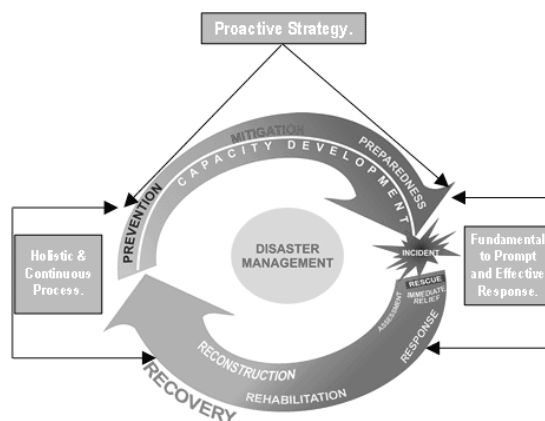 Proactive Strategy.
MITIGATION
CAPACITY DEVELOPMENT
PREPAREDNESS
PREVENTION
Holistic &
Continuous
Process.
DISASTER
MANAGEMENT
INCIDENT
Fundamental
to Prompt
and Effective
Response.
RESCUE
IMMEDIATE
RELIEF
ASSESSMENT
RESPONSE
RECONSTRUCTION
REHABILITATION
RECOVERY